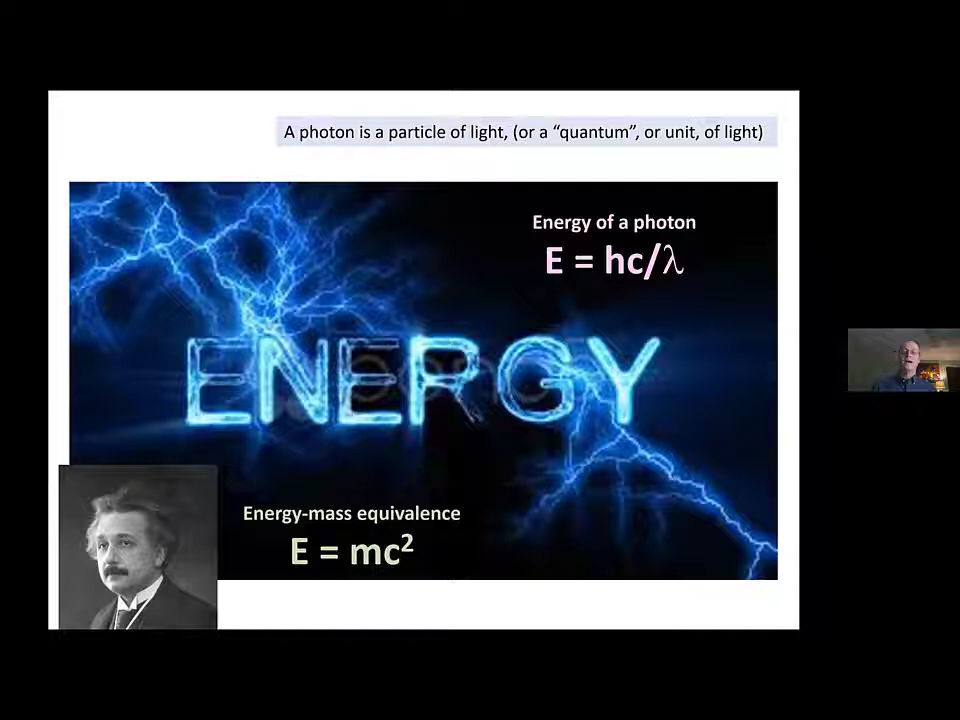 A photon is a particle of light, (or a “quantum”, or unit, of light)
Energy of a photon
E = hc/λ
ENERGY
Energy-mass equivalence
E = mc²